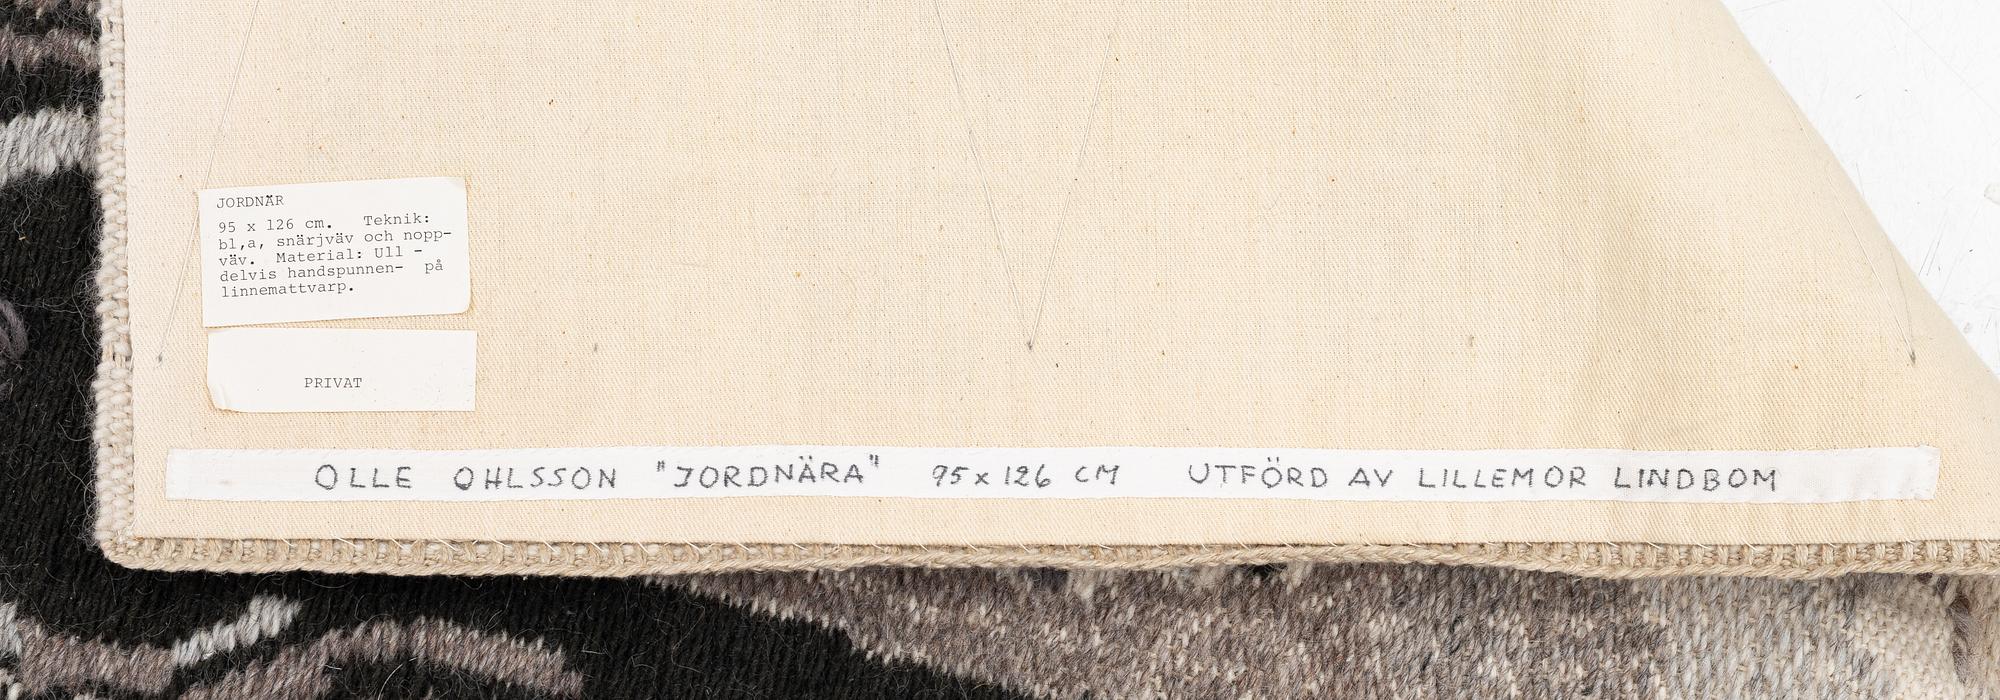 JORDNÄR
95 x 126 cm. Teknik:
bl,a, snärjväv och nopp-
väv. Material: Ull -
delvis handspunnen- på
linnemattvarp.
PRIVAT
OLLE OHLSSON "JORDNÄRA" 95 x 126 CM UTFÖRD AV LILLEMOR LINDBOM